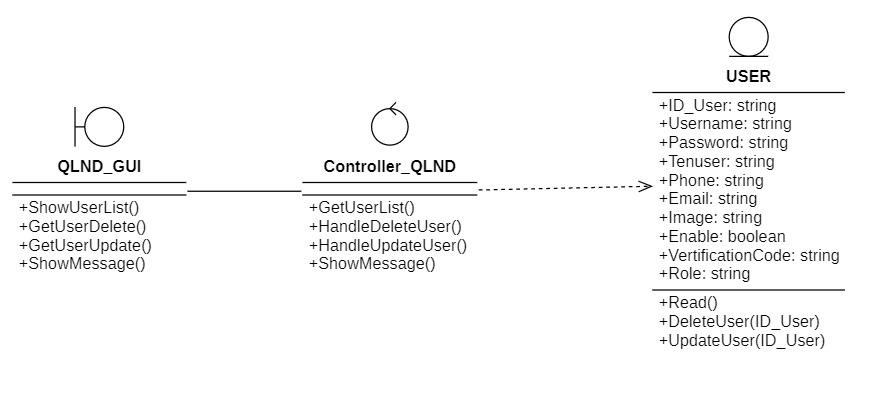 QLND_GUI
+ShowUserList()
+GetUserDelete()
+GetUserUpdate()
+ShowMessage()
Controller_QLND
+GetUserList()
+HandleDeleteUser()
+HandleUpdateUser()
+ShowMessage()
USER
+ID_User: string
+Username: string
+Password: string
+Tenuser: string
+Phone: string
+Email: string
+Image: string
+Enable: boolean
+VertificationCode: string
+Role: string
+Read()
+DeleteUser(ID_User)
+UpdateUser(ID_User)